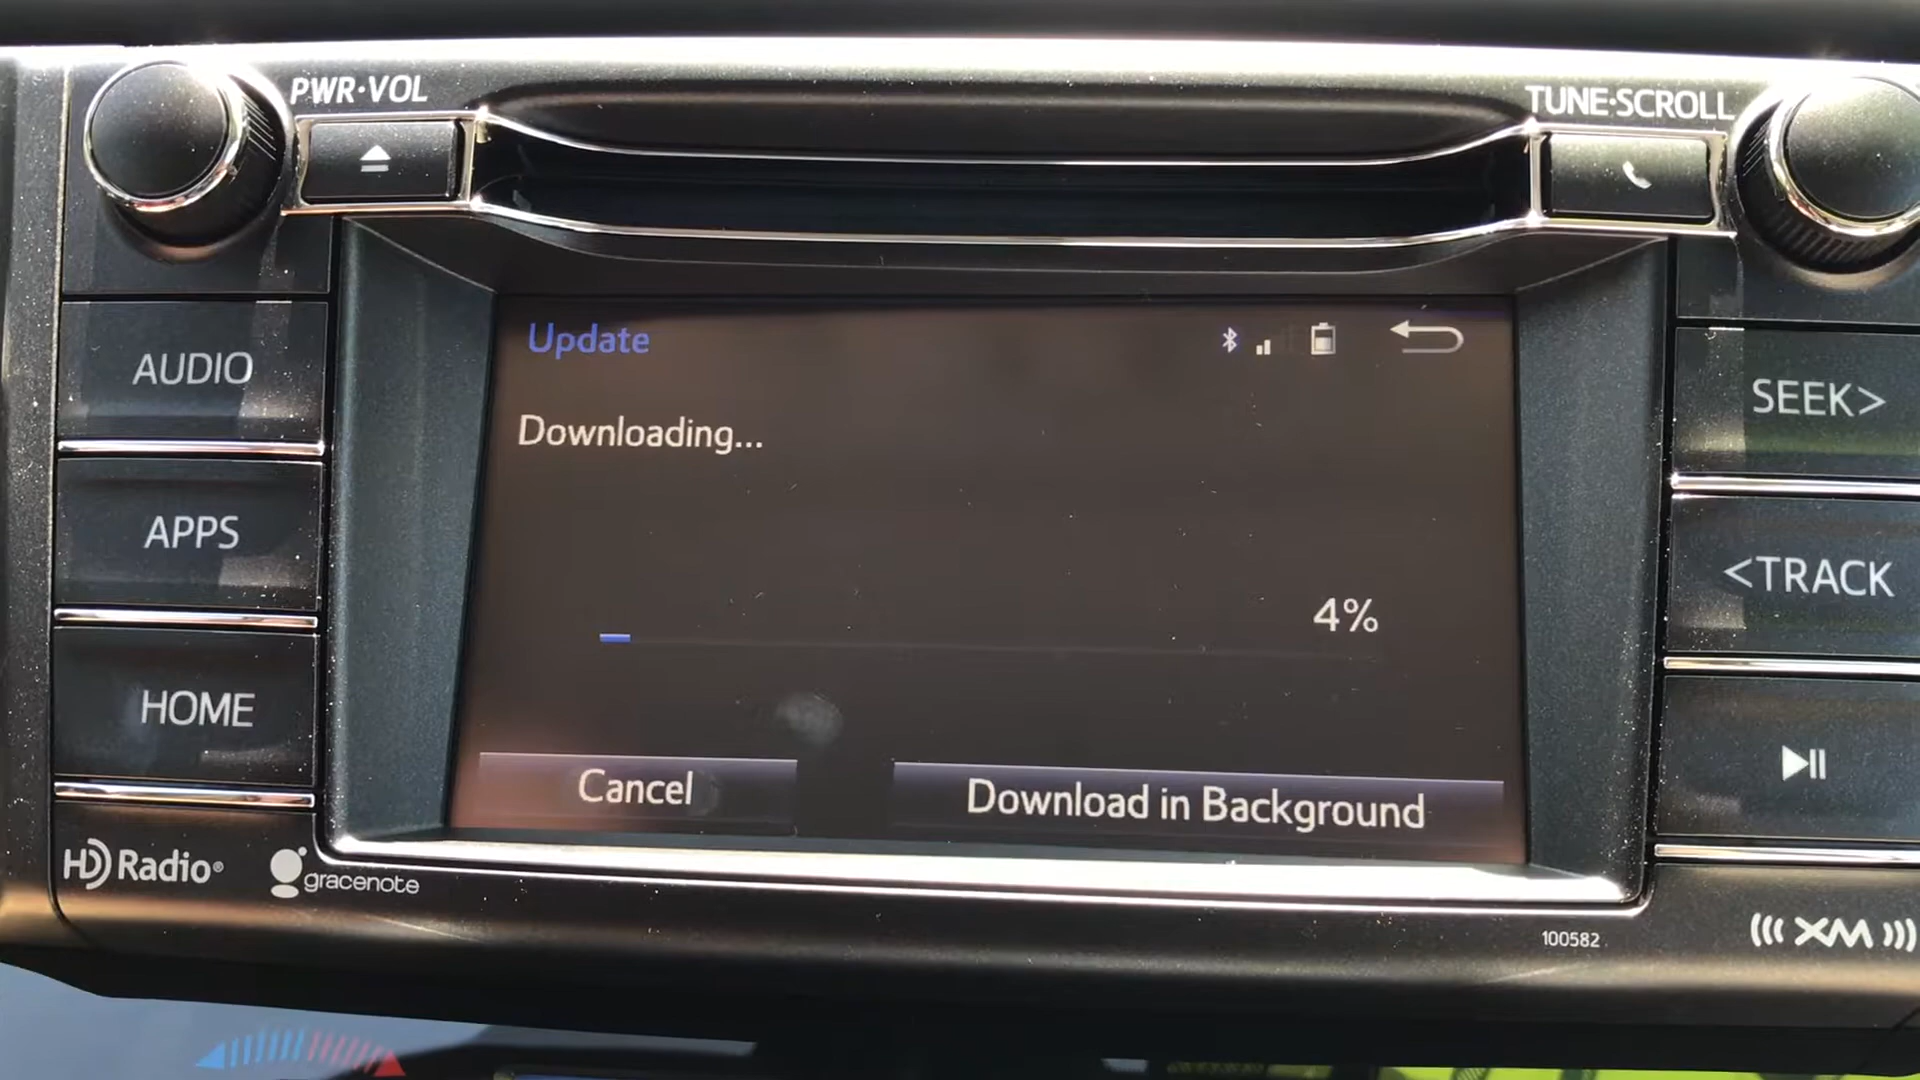 PWR·VOL
TUNE·SCROLL
AUDIO
APPS
HOME
Update
Downloading...
4%
Cancel
Download in Background
SEEK>
<TRACK
HD Radio®
gracenote
100582
XM